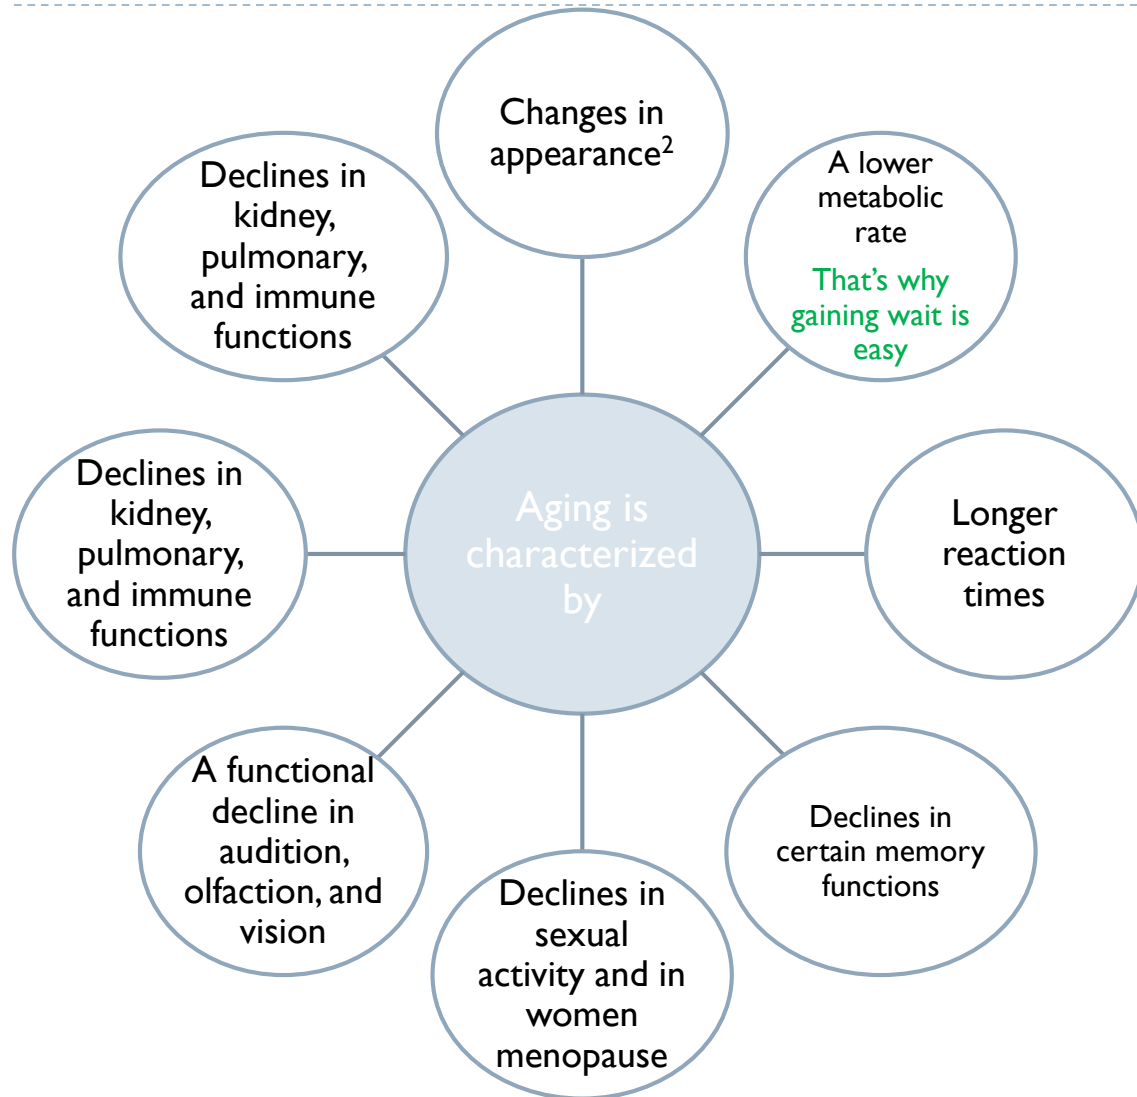 Changes in
appearance²
A lower
metabolic
rate
That's why
gaining wait is
easy
Longer
reaction
times
Declines in
certain memory
functions
Declines in
sexual
activity and in
women
menopause
A functional
decline in
audition,
olfaction, and
vision
Declines in
kidney,
pulmonary,
and immune
functions
Declines in
kidney,
pulmonary,
and immune
functions
Aging is
characterized
by